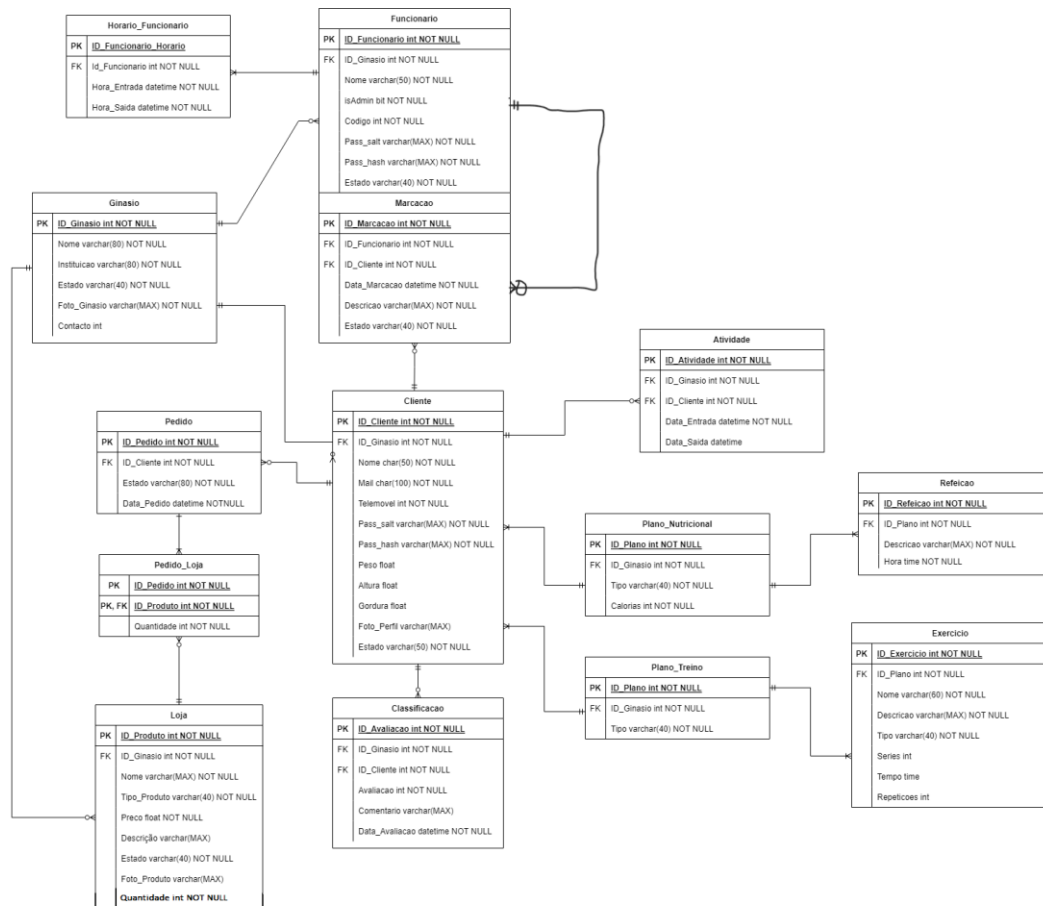 Horario_Funcionario
PK ID_Funcionario_Horario
FK Id_Funcionario int NOT NULL
Hora_Entrada datetime NOT NULL
Hora_Saida datetime NOT NULL
Funcionario
PK ID_Funcionario int NOT NULL
FK ID_Ginasio int NOT NULL
Nome varchar(50) NOT NULL
isAdmin bit NOT NULL
Codigo int NOT NULL
Pass_salt varchar(MAX) NOT NULL
Pass_hash varchar(MAX) NOT NULL
Estado varchar(40) NOT NULL
Ginasio
PK ID_Ginasio int NOT NULL
Nome varchar(80) NOT NULL
Instituicao varchar(80) NOT NULL
Estado varchar(40) NOT NULL
Foto_Ginasio varchar(MAX) NOT NULL
Contacto int
Marcacao
PK ID_Marcacao int NOT NULL
FK ID_Funcionario int NOT NULL
FK ID_Cliente int NOT NULL
Data_Marcacao datetime NOT NULL
Descricao varchar(MAX) NOT NULL
Estado varchar(40) NOT NULL
Atividade
PK ID_Atividade int NOT NULL
FK ID_Ginasio int NOT NULL
FK ID_Cliente int NOT NULL
Data_Entrada datetime NOT NULL
Data_Saida datetime
Cliente
PK ID_Cliente int NOT NULL
FK ID_Ginasio int NOT NULL
Nome char(50) NOT NULL
Mail char(100) NOT NULL
Telemovel int NOT NULL
Pass_salt varchar(MAX) NOT NULL
Pass_hash varchar(MAX) NOT NULL
Peso float
Altura float
Gordura float
Foto_Perfil varchar(MAX)
Estado varchar(50) NOT NULL
Pedido
PK ID_Pedido int NOT NULL
FK ID_Cliente int NOT NULL
Estado varchar(80) NOT NULL
Data_Pedido datetime NOTNULL
Refeicao
PK ID_Refeicao int NOT NULL
FK ID_Plano int NOT NULL
Descricao varchar(MAX) NOT NULL
Hora time NOT NULL
Plano_Nutricional
PK ID_Plano int NOT NULL
FK ID_Ginasio int NOT NULL
Tipo varchar(40) NOT NULL
Calorias int NOT NULL
Pedido_Loja
PK ID_Pedido int NOT NULL
PK, FK ID_Produto int NOT NULL
Quantidade int NOT NULL
Exercicio
PK ID_Exercicio int NOT NULL
FK ID_Plano int NOT NULL
Nome varchar(60) NOT NULL
Descricao varchar(MAX) NOT NULL
Tipo varchar(40) NOT NULL
Series int
Tempo time
Repeticoes int
Plano_Treino
PK ID_Plano int NOT NULL
FK ID_Ginasio int NOT NULL
Tipo varchar(40) NOT NULL
Classificacao
PK ID_Avaliacao int NOT NULL
FK ID_Ginasio int NOT NULL
FK ID_Cliente int NOT NULL
Avaliacao int NOT NULL
Comentario varchar(MAX)
Data_Avaliacao datetime NOT NULL
Loja
PK ID_Produto int NOT NULL
FK ID_Ginasio int NOT NULL
Nome varchar(MAX) NOT NULL
Tipo_Produto varchar(40) NOT NULL
Preco float NOT NULL
Descrição varchar(MAX)
Estado varchar(40) NOT NULL
Foto_Produto varchar(MAX)
Quantidade int NOT NULL